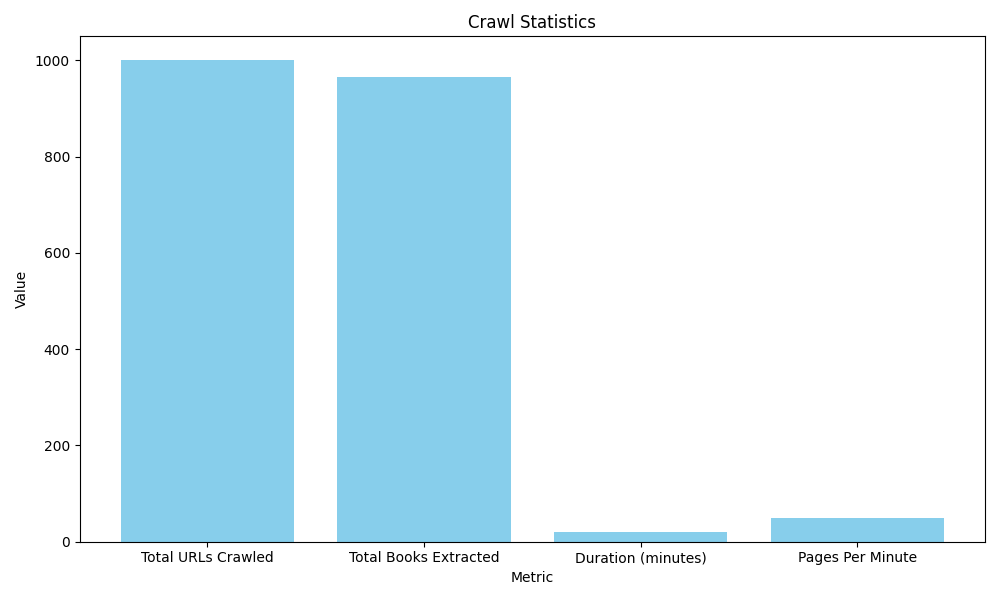 Crawl Statistics
1000
800
600
400
200
0
Value
Total URLs Crawled
Total Books Extracted
Duration (minutes)
Pages Per Minute
Metric